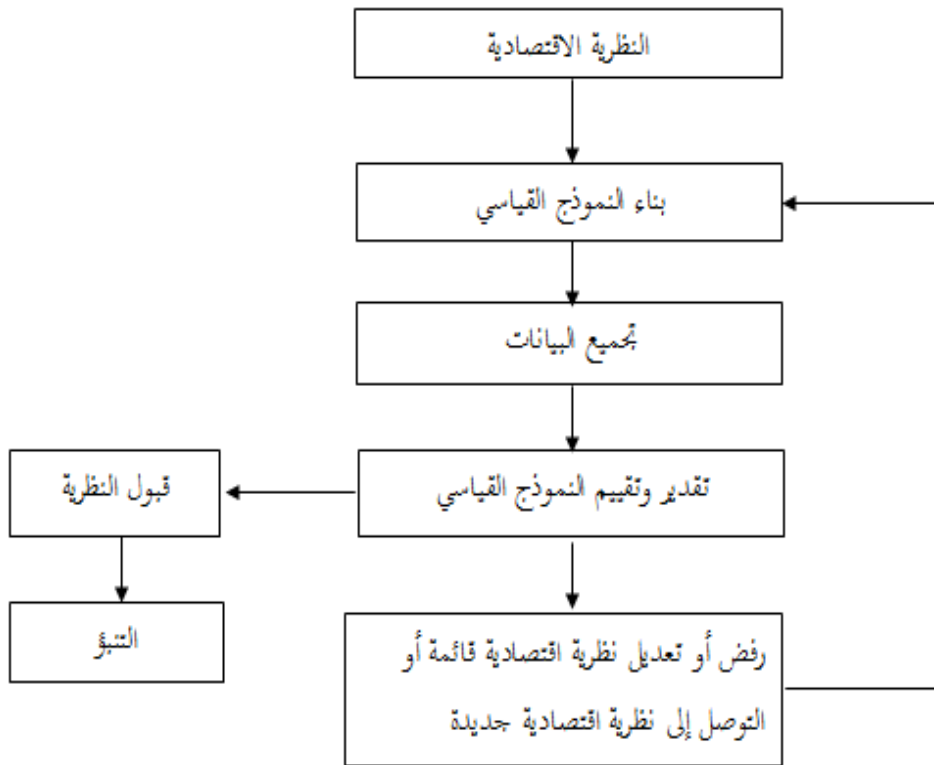 النظرية الاقتصادية
بناء النموذج القياسي
تجميع البيانات
تقدير وتقييم النموذج القياسي
قبول النظرية
التنبؤ
رفض أو تعديل نظرية اقتصادية قائمة أو
التوصل إلى نظرية اقتصادية جديدة